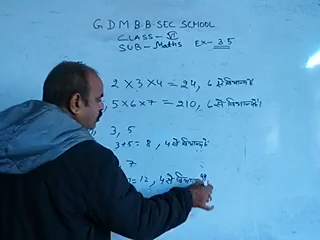 G D M B.B. SEC SCHOOL
CLASS - VI
SUB - Maths Ex - 3.5
2 × 3 × 4 = 24, 6 से विभाज्य है
5 × 6 × 7 = 210, 6 से विभाज्य है।
3, 5
3+5 = 8, 4 से विभाज्य है
7
= 12, 4 से विभाज्य